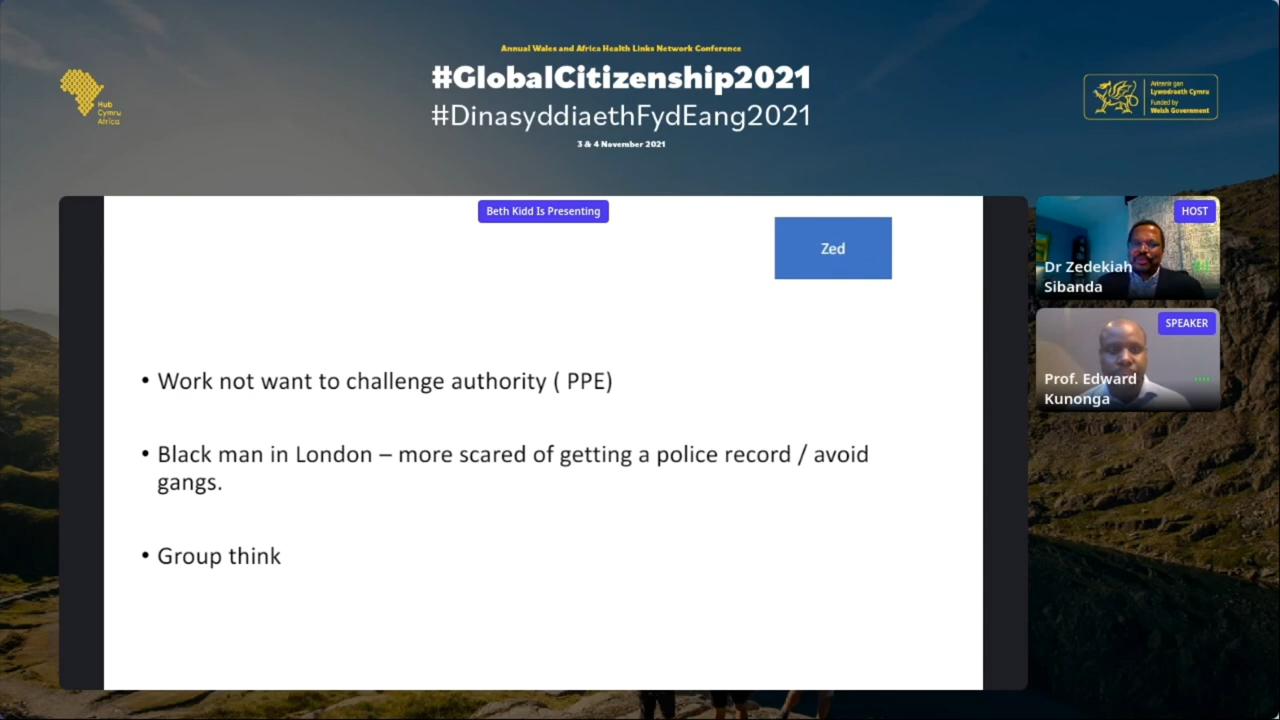 Annual Wales and Africa Health Links Network Conference
#GlobalCitizenship2021
#DinasyddiaethFydEang2021
3 & 4 November 2021
Hub
Cymru
Africa
Ariennir gan
Lywodraeth Cymru
Funded by
Welsh Government
Beth Kidd Is Presenting
Zed
• Work not want to challenge authority ( PPE)
• Black man in London – more scared of getting a police record / avoid
gangs.
• Group think
HOST
Dr Zedekiah
Sibanda
SPEAKER
Prof. Edward
Kunonga